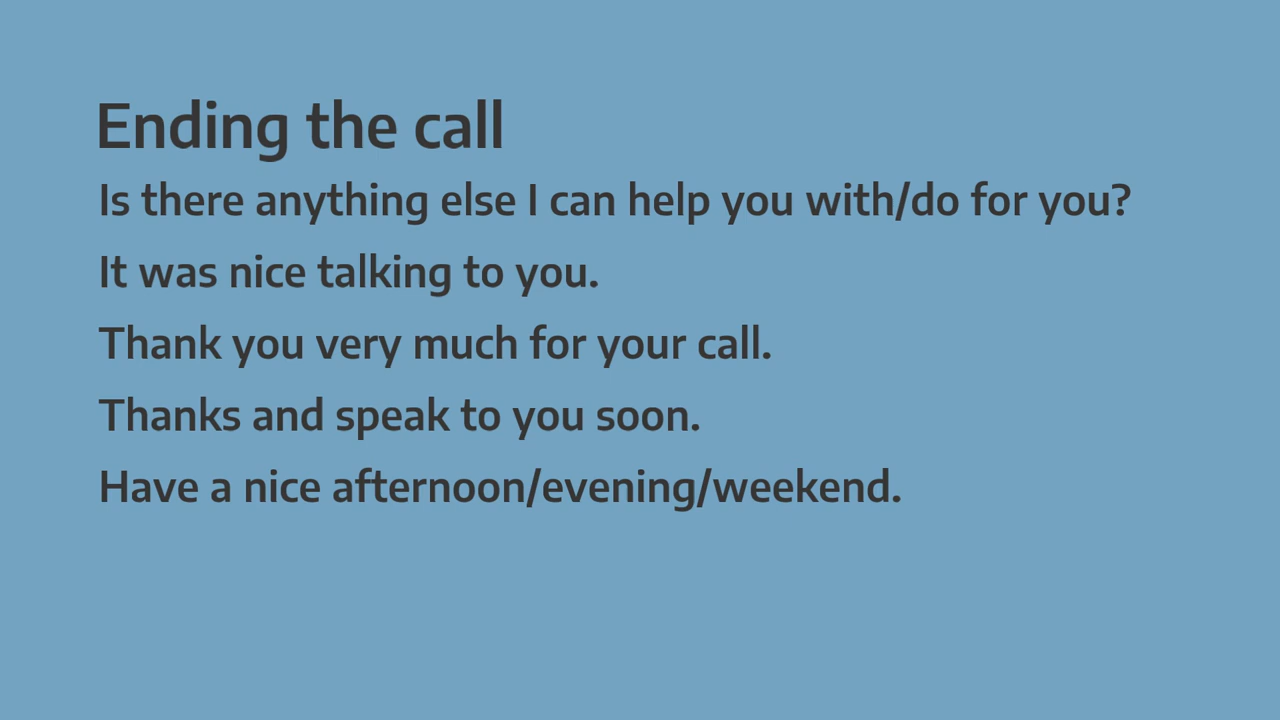 Ending the call
Is there anything else I can help you with/do for you?
It was nice talking to you.
Thank you very much for your call.
Thanks and speak to you soon.
Have a nice afternoon/evening/weekend.